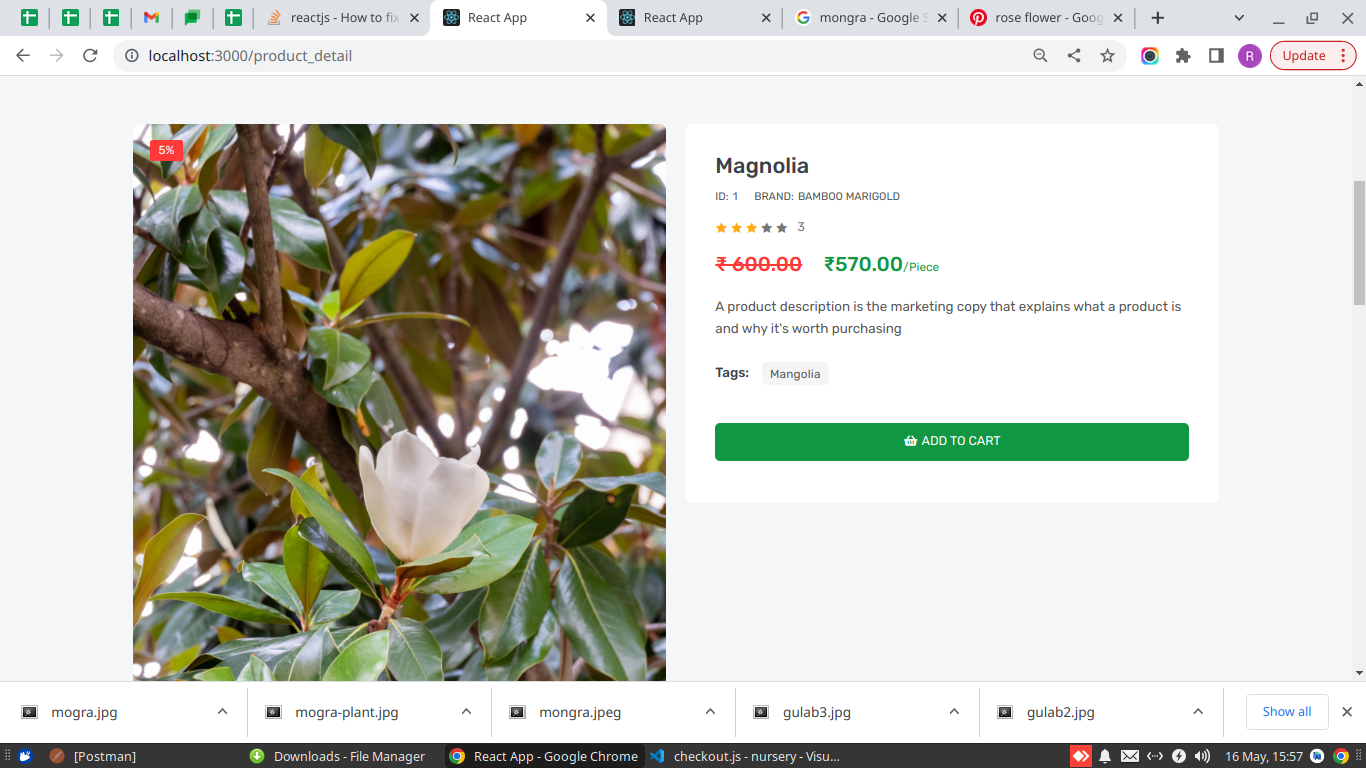 reactjs - How to fix
React App
React App
mongra - Google S
rose flower - Goog
localhost:3000/product_detail
R
Update
5%
Magnolia
ID: 1 BRAND: BAMBOO MARIGOLD
3
₹ 600.00 ₹570.00/Piece
A product description is the marketing copy that explains what a product is
and why it's worth purchasing
Tags: Mangolia
ADD TO CART
mogra.jpg
mogra-plant.jpg
mongra.jpeg
gulab3.jpg
gulab2.jpg
Show all
[Postman]
Downloads - File Manager
React App - Google Chrome
checkout.js - nursery - Visu...
16 May, 15:57